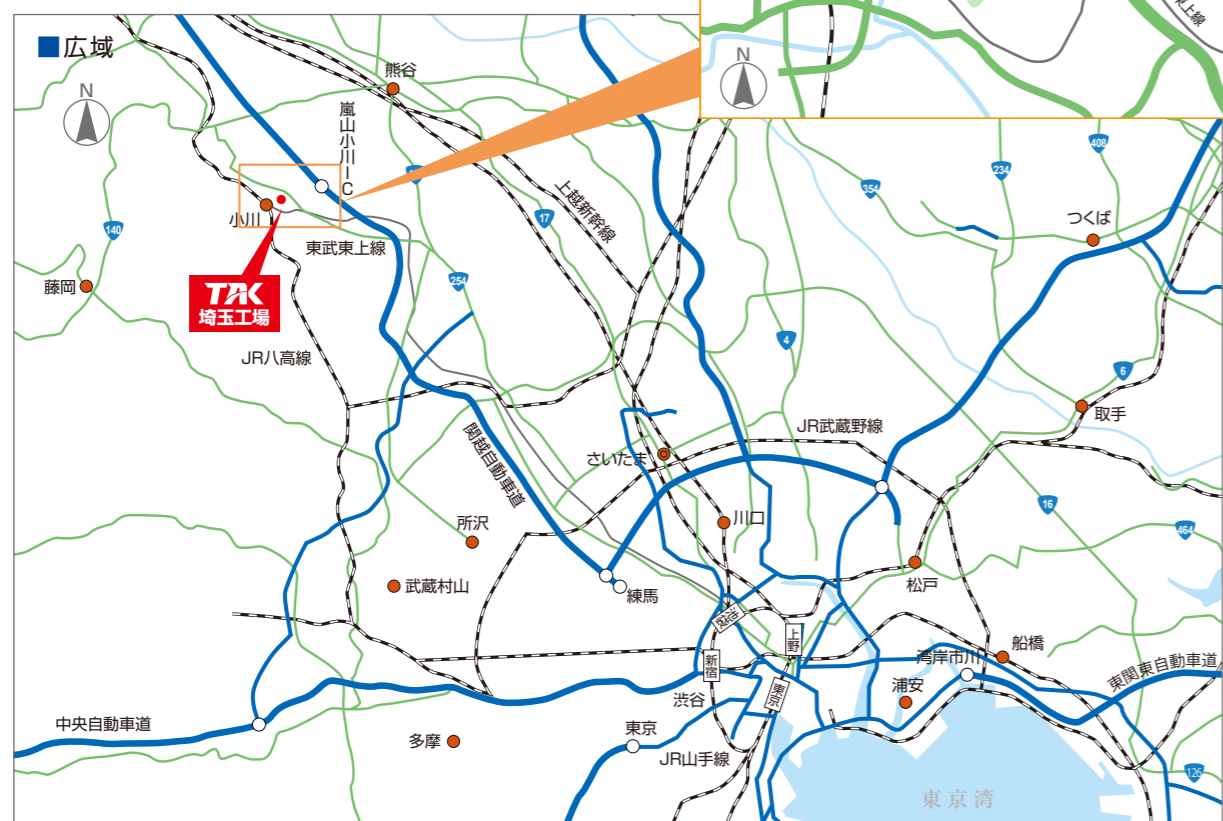 東上線
N
■広域
N
熊谷
嵐山小川IC
408
234
354
上越新幹線
17
つくば
小川
140
東武東上線
254
藤岡
TAK
埼玉工場
4
JR八高線
6
取手
JR武蔵野線
関越自動車道
さいたま
16
川口
464
所沢
松戸
武蔵村山
練馬
池袋
上野
船橋
新宿
湾岸市川
東関東自動車道
浦安
渋谷
東京
中央自動車道
東京
多摩
JR山手線
126
東京湾